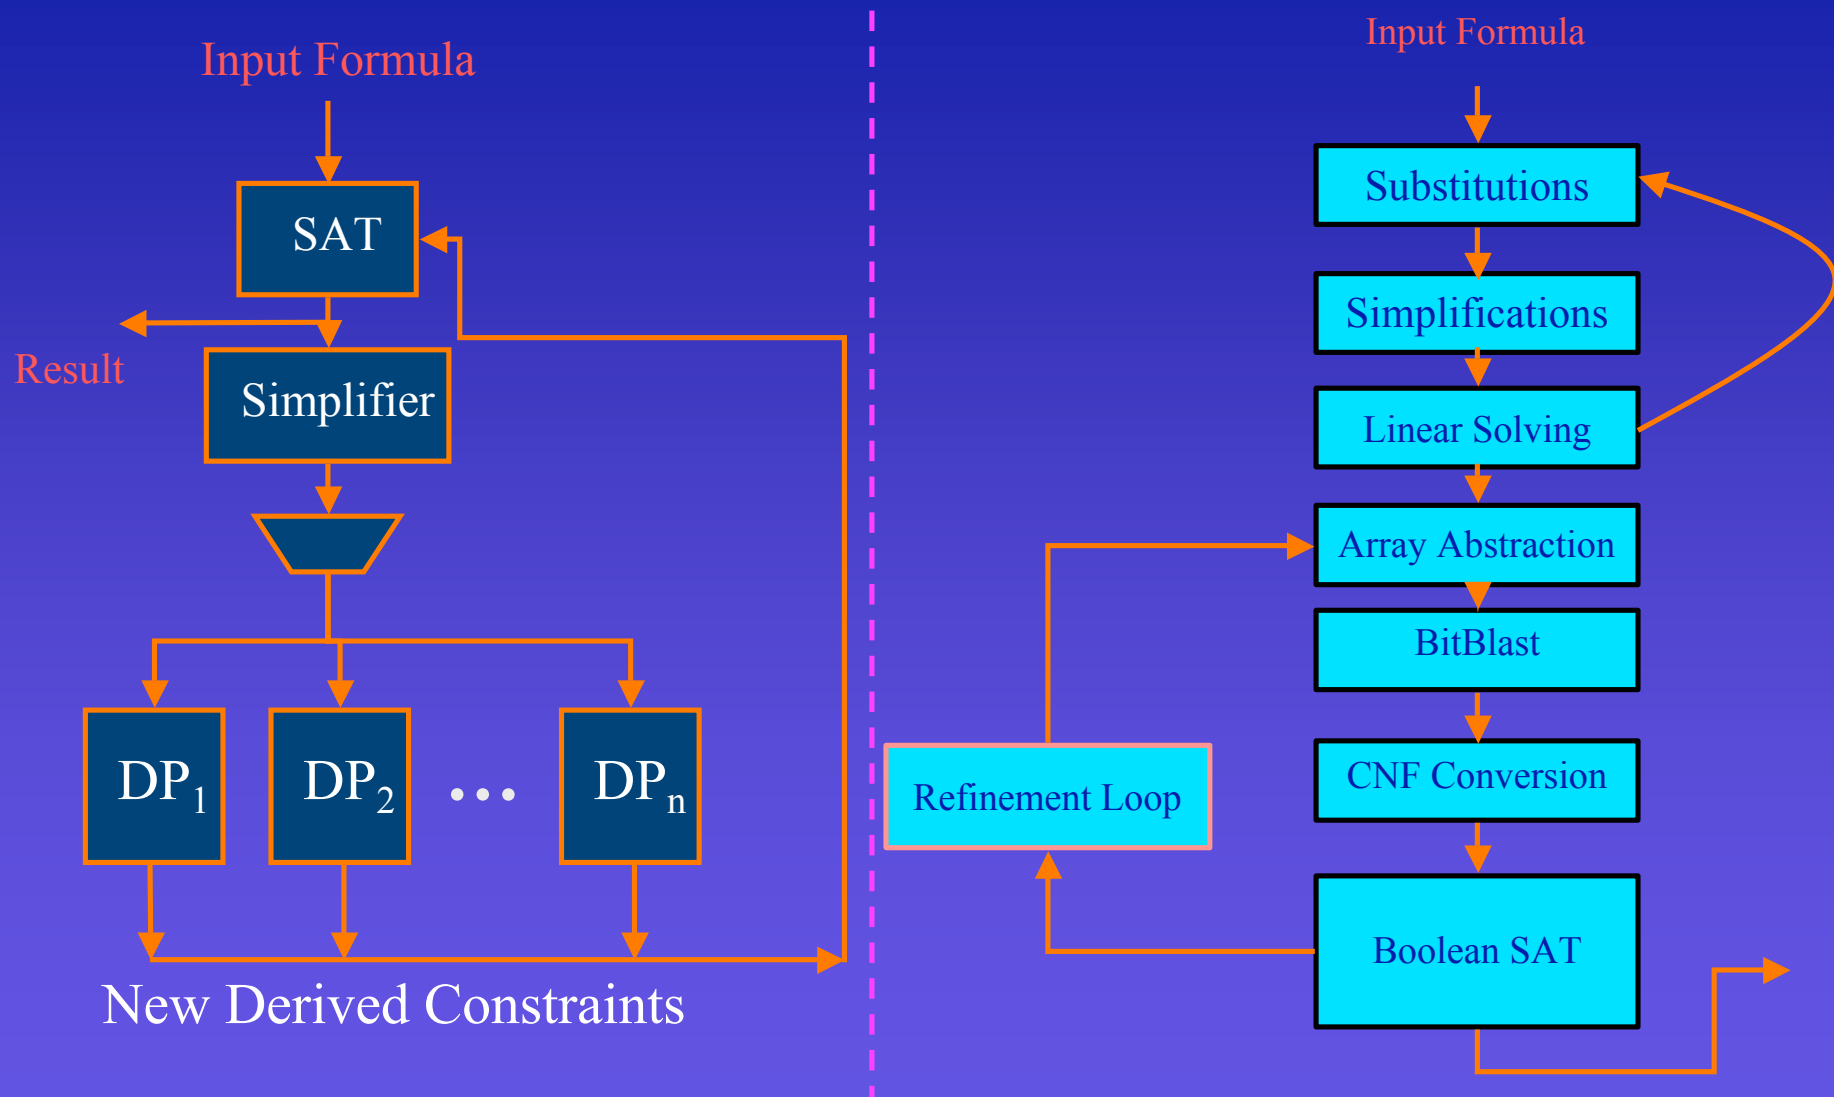 Input Formula
SAT
Result
Simplifier
DP1 DP2 ... DPn
New Derived Constraints
Input Formula
Substitutions
Simplifications
Linear Solving
Array Abstraction
BitBlast
Refinement Loop
CNF Conversion
Boolean SAT